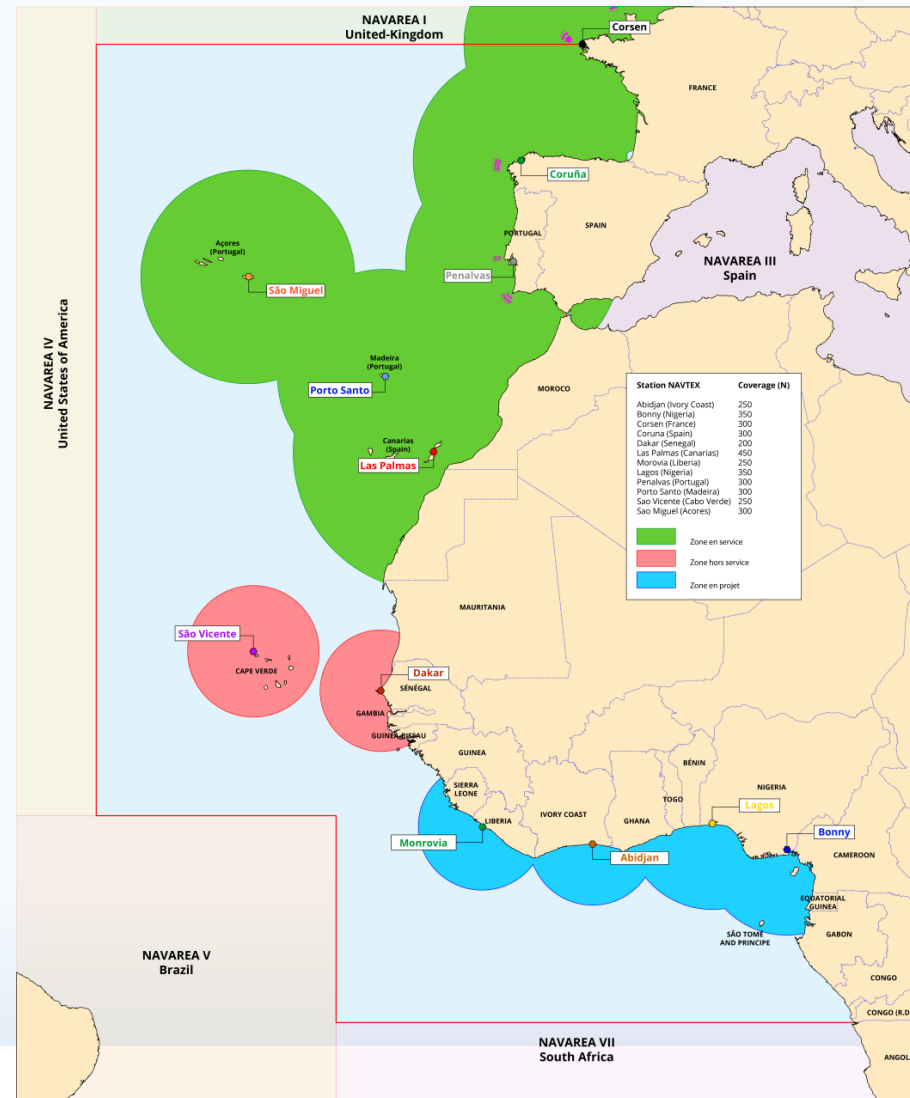 NAVAREA I
United-Kingdom
Corsen
FRANCE
Coruña
Açores
(Portugal)
PORTUGAL
SPAIN
Penalvas
NAVAREA III
Spain
São Miguel
NAVAREA IV
United States of America
Madeira
(Portugal)
Porto Santo
MOROCO
Canarias
(Spain)
Las Palmas
Station NAVTEX Coverage (N)
Abidjan (Ivory Coast) 250
Bonny (Nigeria) 350
Corsen (France) 300
Coruna (Spain) 300
Dakar (Senegal) 200
Las Palmas (Canarias) 450
Morovia (Liberia) 250
Lagos (Nigeria) 350
Penalvas (Portugal) 300
Porto Santo (Madeira) 300
Sao Vicente (Cabo Verde) 250
Sao Miguel (Acores) 300
Zone en service
Zone hors service
Zone en projet
MAURITANIA
São Vicente
CAPE VERDE
Dakar
SÉNÉGAL
GAMBIA
GUINEA-BISSAU
GUINEA
SIERRA
LEONE
LIBERIA
IVORY COAST
GHANA
TOGO
BÉNIN
NIGERIA
Lagos
Monrovia
Abidjan
Bonny
CAMEROON
EQUATORIAL
GUINEA
SÃO TOMÉ
AND PRINCIPE
GABON
NAVAREA V
Brazil
CONGO
CONGO (R.D
NAVAREA VII
South Africa
ANGOL